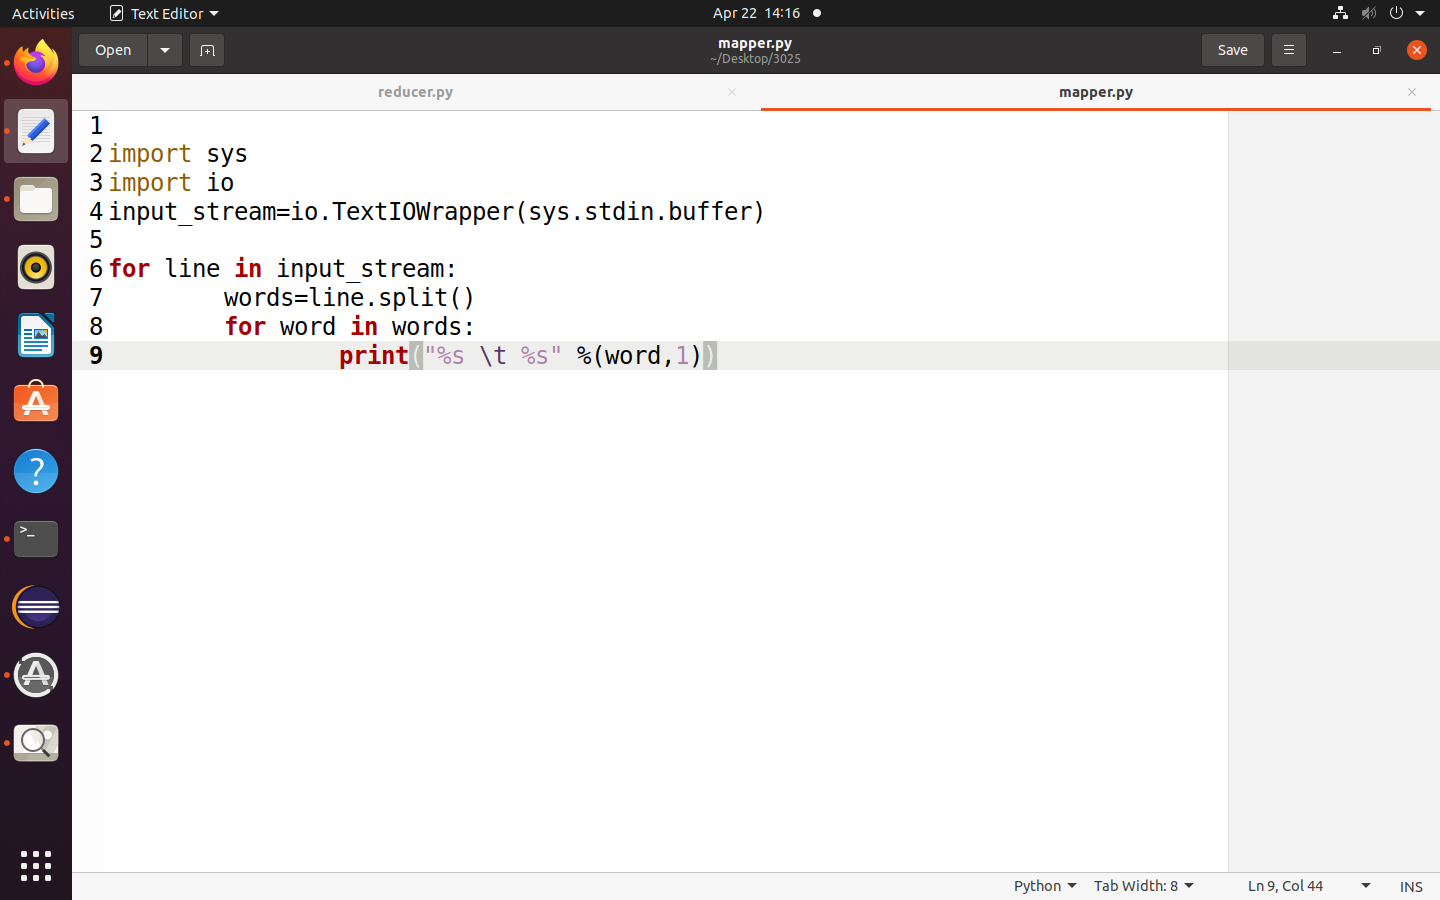 Activities Text Editor Apr 22 14:16
Open mapper.py Save
~/Desktop/3025
reducer.py mapper.py
1
2 import sys
3 import io
4 input_stream=io.TextIOWrapper(sys.stdin.buffer)
5
6 for line in input_stream:
7 words=line.split()
8 for word in words:
9 print("%s \t %s" %(word,1))
Python Tab Width: 8 Ln 9, Col 44 INS